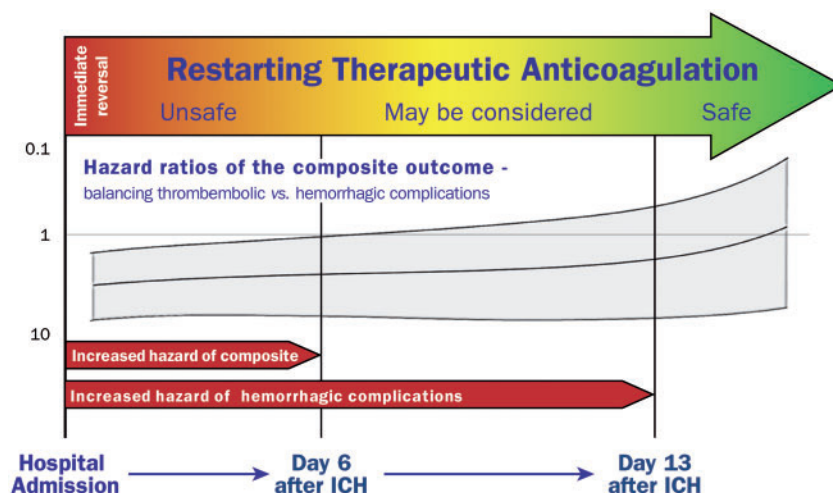 Immediate
reversal
Restarting Therapeutic Anticoagulation
Unsafe
May be considered
Safe
0.1
Hazard ratios of the composite outcome -
balancing thrombembolic vs. hemorrhagic complications
1
10
Increased hazard of composite
Increased hazard of hemorrhagic complications
Hospital
Admission
Day 6
after ICH
Day 13
after ICH